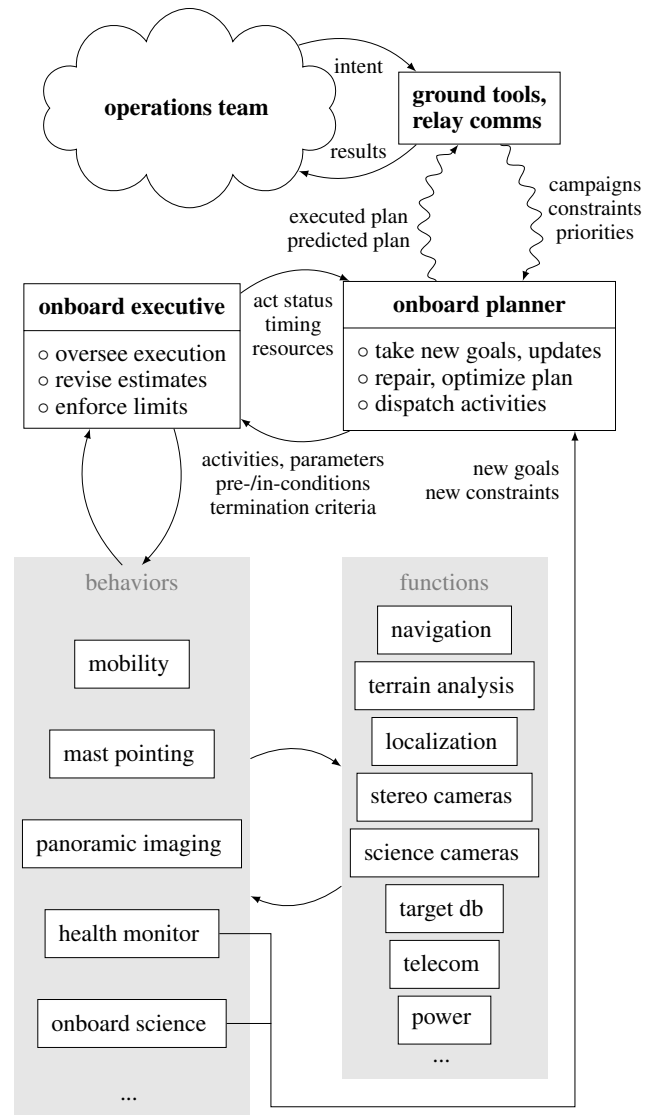 intent
operations team
ground tools,
relay comms
results
executed plan
predicted plan
campaigns
constraints
priorities
onboard executive
○ oversee execution
○ revise estimates
○ enforce limits
act status
timing
resources
onboard planner
○ take new goals, updates
○ repair, optimize plan
○ dispatch activities
activities, parameters
pre-/in-conditions
termination criteria
new goals
new constraints
behaviors
mobility
mast pointing
panoramic imaging
health monitor
onboard science
...
functions
navigation
terrain analysis
localization
stereo cameras
science cameras
target db
telecom
power
...